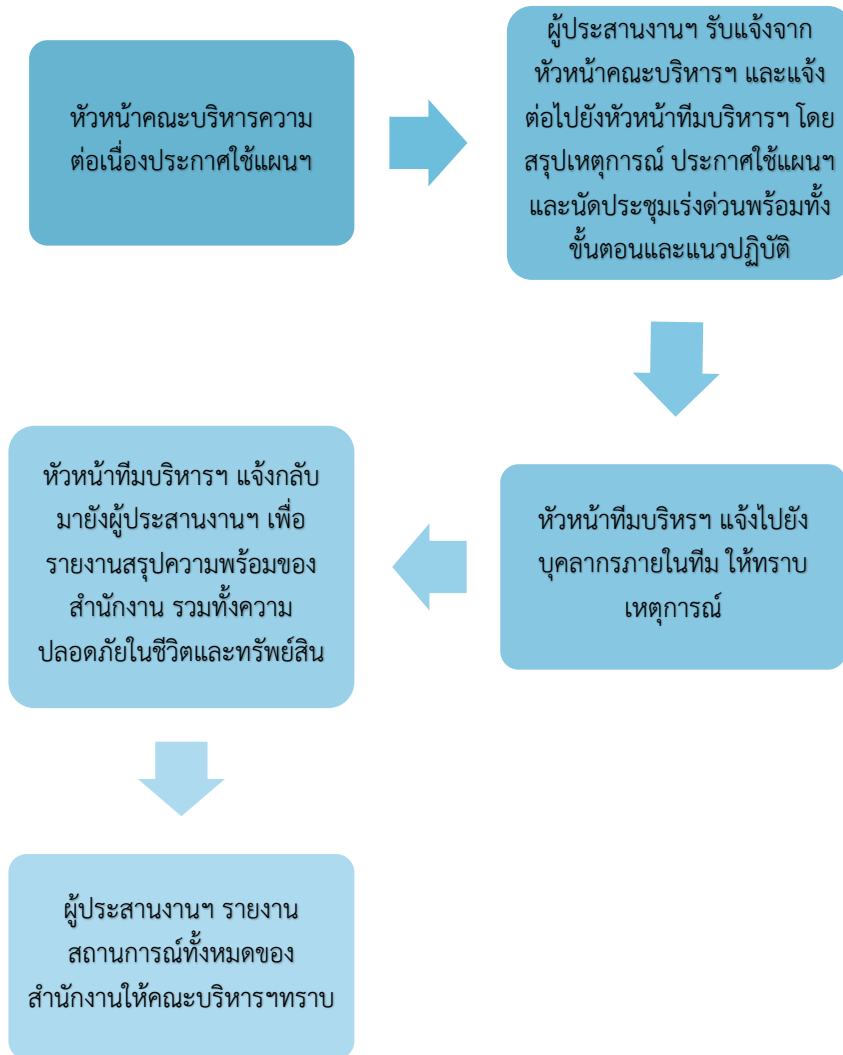 หัวหน้าคณะบริหารความ
ต่อเนื่องประกาศใช้แผนฯ
ผู้ประสานงานฯ รับแจ้งจาก
หัวหน้าคณะบริหารฯ และแจ้ง
ต่อไปยังหัวหน้าทีมบริหารฯ โดย
สรุปเหตุการณ์ ประกาศใช้แผนฯ
และนัดประชุมเร่งด่วนพร้อมทั้ง
ขั้นตอนและแนวปฏิบัติ
หัวหน้าทีมบริหรฯ แจ้งไปยัง
บุคลากรภายในทีม ให้ทราบ
เหตุการณ์
หัวหน้าทีมบริหารฯ แจ้งกลับ
มายังผู้ประสานงานฯ เพื่อ
รายงานสรุปความพร้อมของ
สำนักงาน รวมทั้งความ
ปลอดภัยในชีวิตและทรัพย์สิน
ผู้ประสานงานฯ รายงาน
สถานการณ์ทั้งหมดของ
สำนักงานให้คณะบริหารฯทราบ